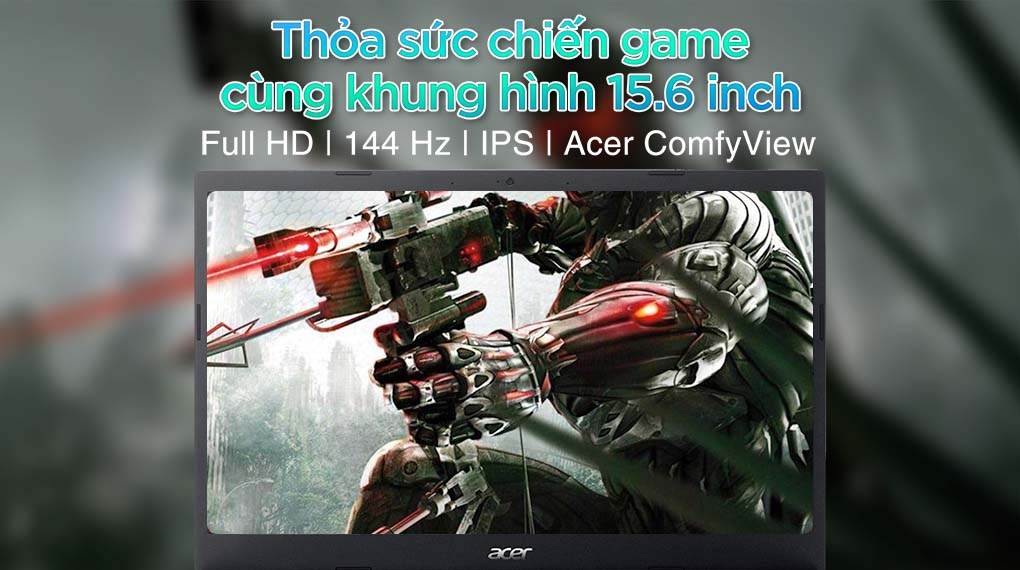 Thỏa sức chiến game
cùng khung hình 15.6 inch
Full HD | 144 Hz | IPS | Acer ComfyView
acer